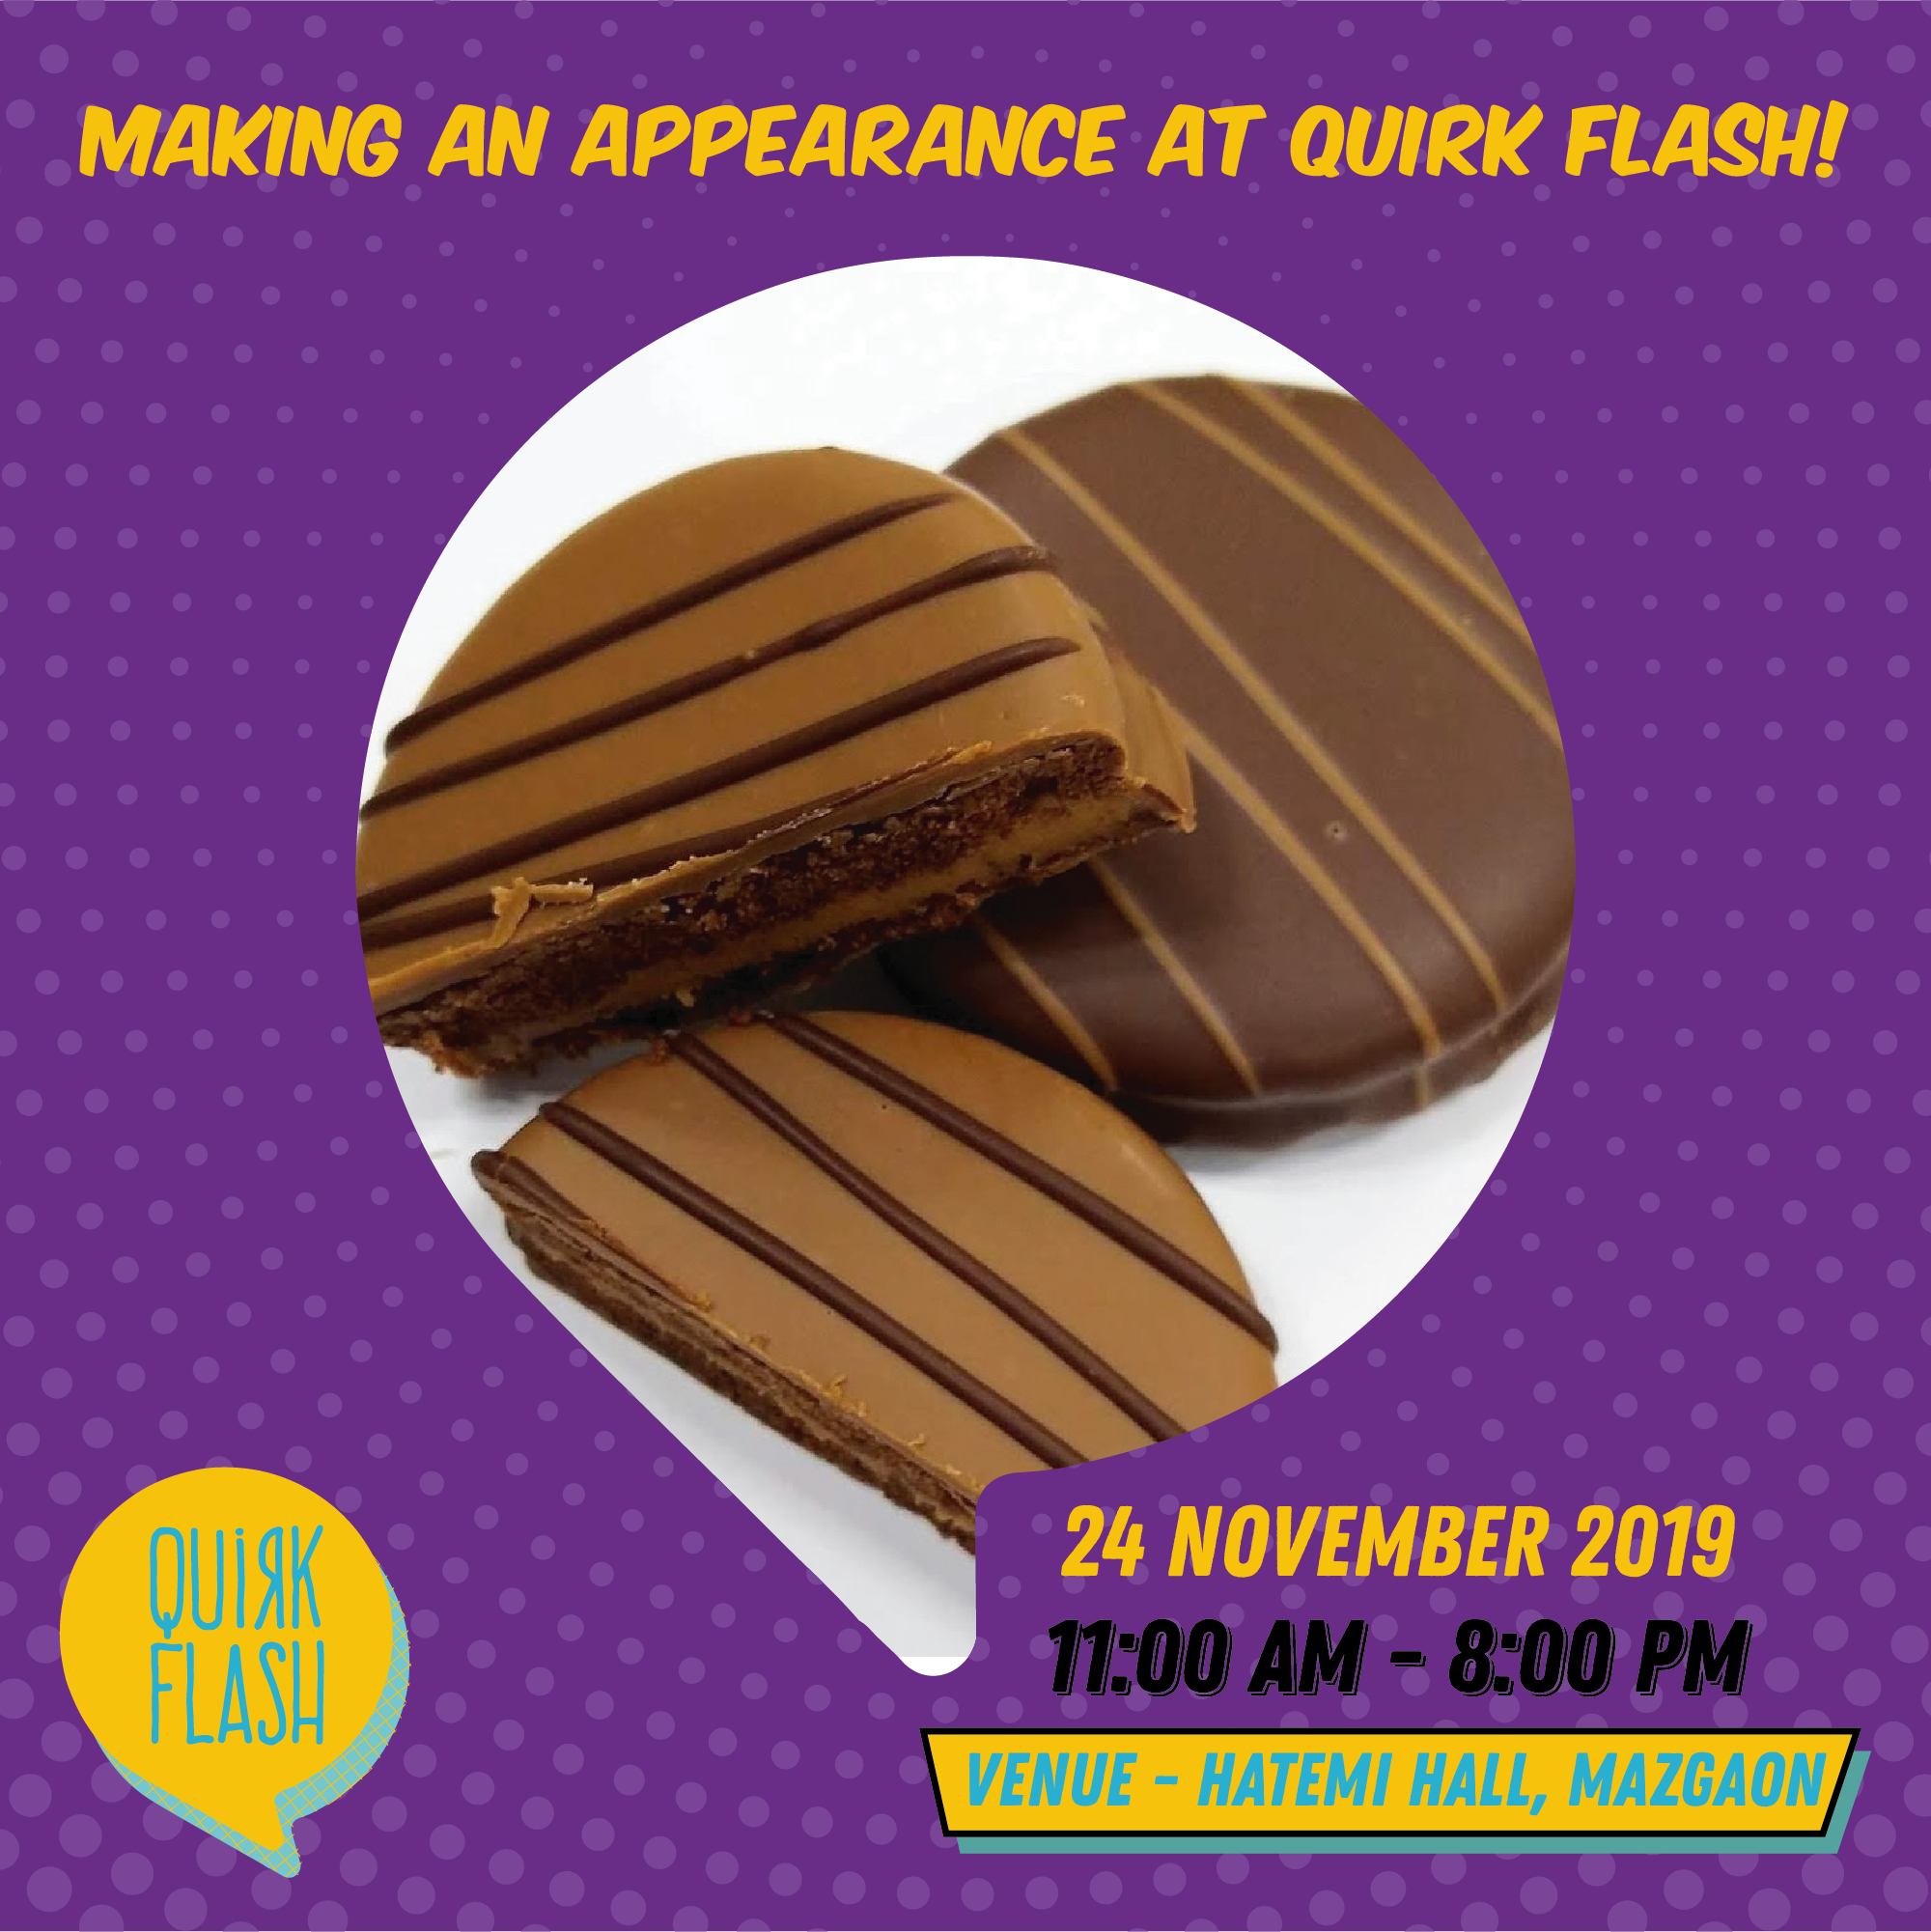 MAKING AN APPEARANCE AT QUIRK FLASH!
QUiRK
FLASH
24 NOVEMBER 2019
11:00 AM - 8:00 PM
VENUE - HATEMI HALL, MAZGAON